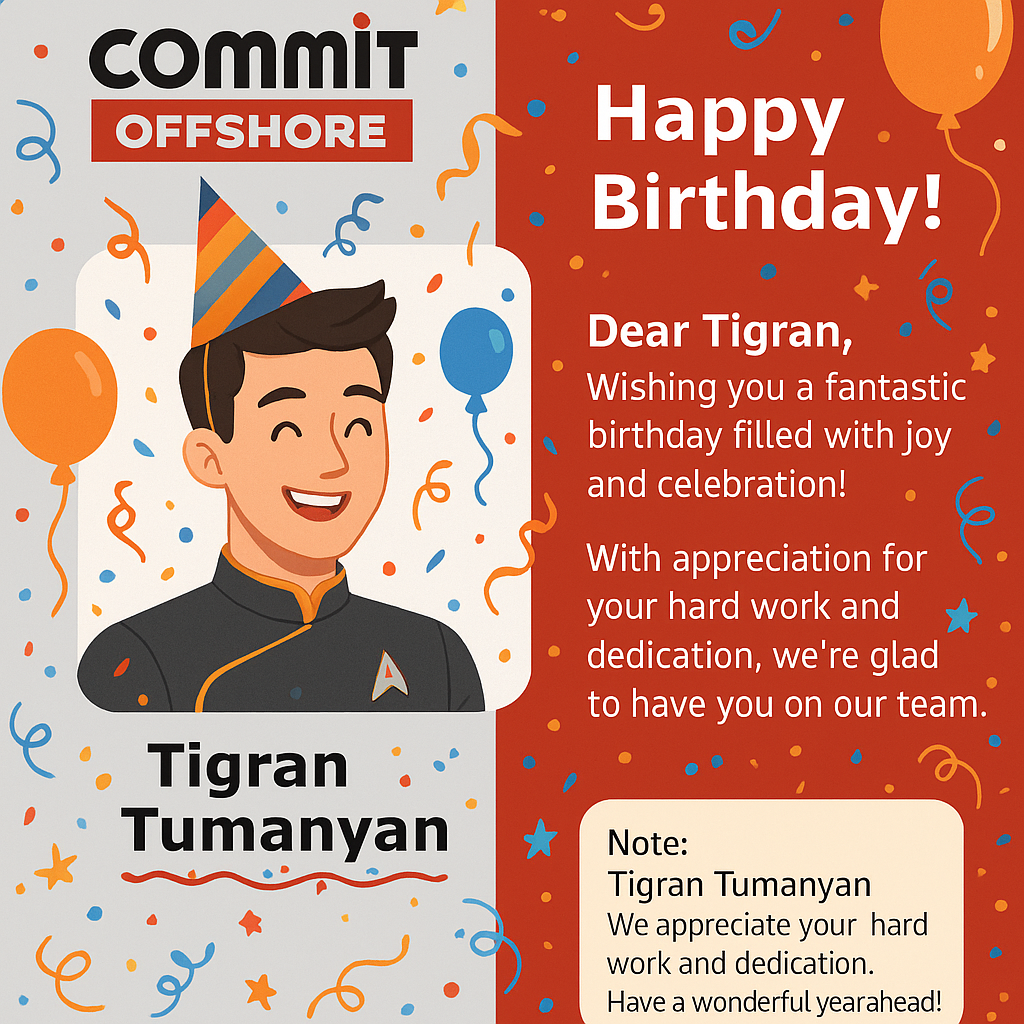 COMMIT
OFFSHORE
Tigran
Tumanyan
Happy
Birthday!
Dear Tigran,
Wishing you a fantastic
birthday filled with joy
and celebration!
With appreciation for
your hard work and
dedication, we're glad
to have you on our team.
Note:
Tigran Tumanyan
We appreciate your hard
work and dedication.
Have a wonderful yearahead!